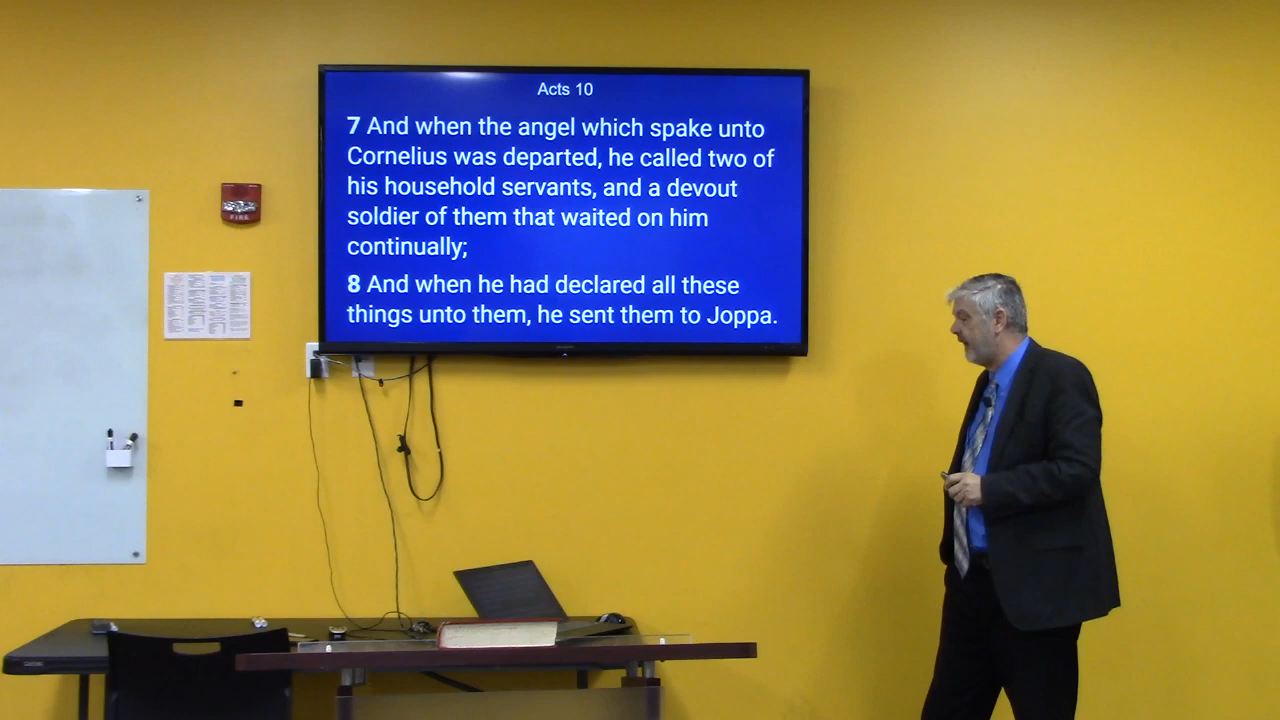 Acts 10
7 And when the angel which spake unto
Cornelius was departed, he called two of
his household servants, and a devout
soldier of them that waited on him
continually;
8 And when he had declared all these
things unto them, he sent them to Joppa.
FIRE